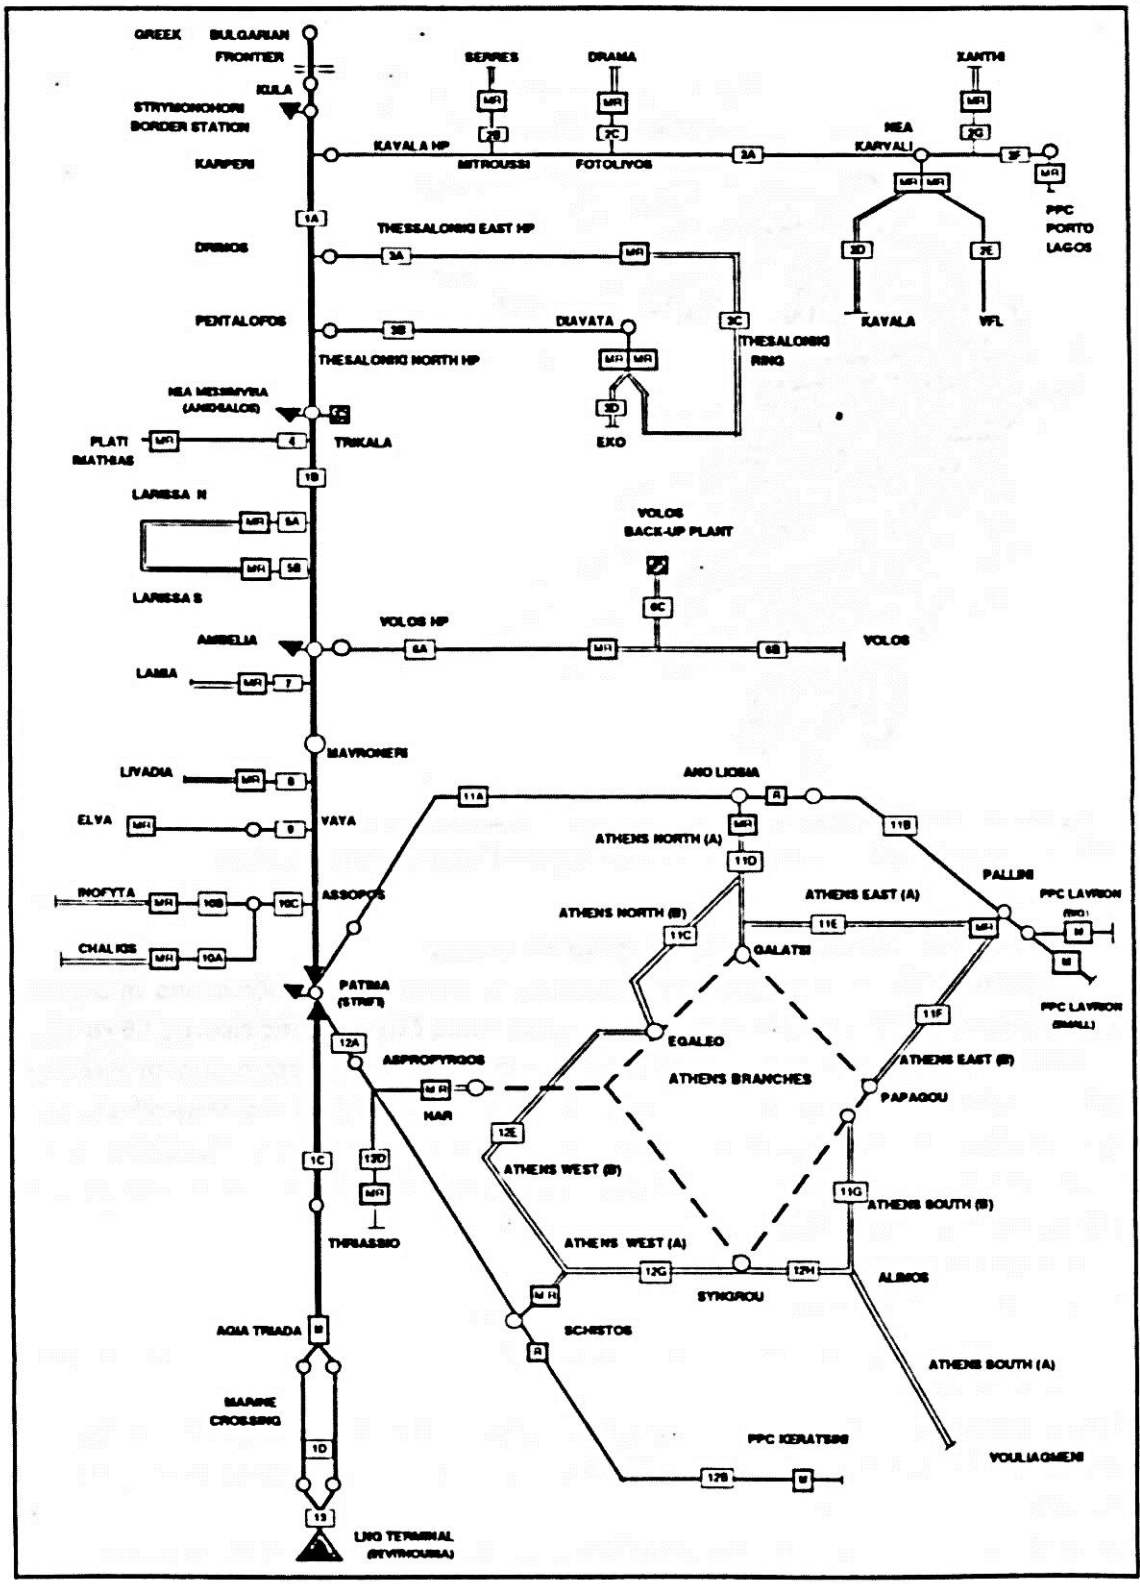 GREEK BULGARIAN
FRONTIER
KULA
STRYMONOHORI
BORDER STATION
KARPERI
KAVALA HP
SERRES
MR
2B
MITROUSSI
DRAMA
MR
2C
FOTOLIVOS
2A
NEA
KARVALI
XANTHI
MR
2G
2F
MR
PPC
PORTO
LAGOS
MR MR
2D
2E
KAVALA
VFL
1A
DRIMOS
THESSALONIKI EAST HP
3A
MR
3C
THESALONIKI
RING
PENTALOFOS
3B
THESALONIKI NORTH HP
DIAVATA
MR MR
3D
EKO
NEA MESSIMVRIA
(ANCHIALOS)
PLATI
IMATHIAS
MR
4
TRIKALA
1B
LARISSA N
MR
5A
MR
5B
LARISSA S
VOLOS
BACK-UP PLANT
6C
AMBELIA
VOLOS HP
6A
MR
6B
VOLOS
LAMIA
MR
7
MAVRONERI
LIVADIA
MR
8
ELVA
MR
9
VAYA
INOFYTA
MR
10B
10C
ASSOPOS
CHALKIS
MR
10A
PATIMA
(STRIFI)
11A
ANO LIOSIA
R
MR
ATHENS NORTH (A)
11D
11B
PALLINI
ATHENS EAST (A)
11E
MR
PPC LAVRION
(BIG)
M
M
PPC LAVRION
(SMALL)
ATHENS NORTH (B)
11C
GALATSI
11F
EGALEO
ATHENS EAST (B)
ATHENS BRANCHES
PAPAGOU
12A
ASPROPYRGOS
MR
HAR
12E
ATHENS WEST (B)
1C
12D
MR
THRIASSIO
11G
ATHENS SOUTH (B)
ATHENS WEST (A)
12G
SYNGROU
12H
ALIMOS
MR
SCHISTOS
R
AGIA TRIADA
M
ATHENS SOUTH (A)
MARINE
CROSSING
1D
PPC KERATSINI
12B
M
VOULIAGMENI
13
LNG TERMINAL
(REVITHOUSSA)